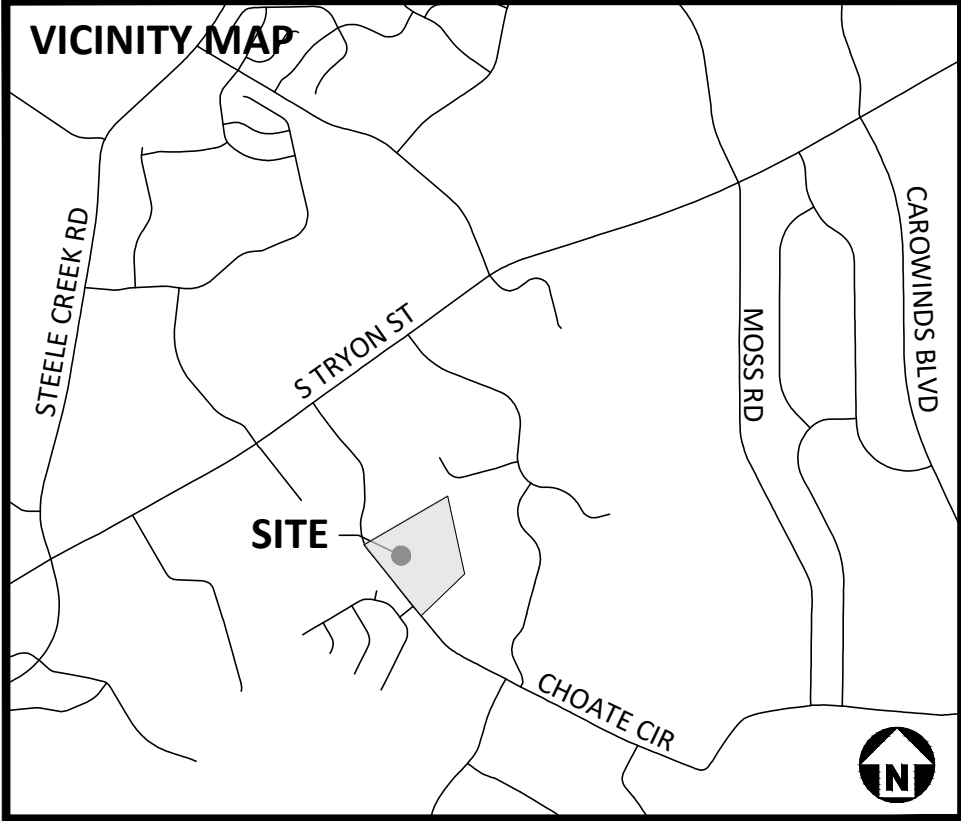 VICINITY MAP
STEELE CREEK RD
S TRYON ST
MOSS RD
CAROWINDS BLVD
SITE
CHOATE CIR
N